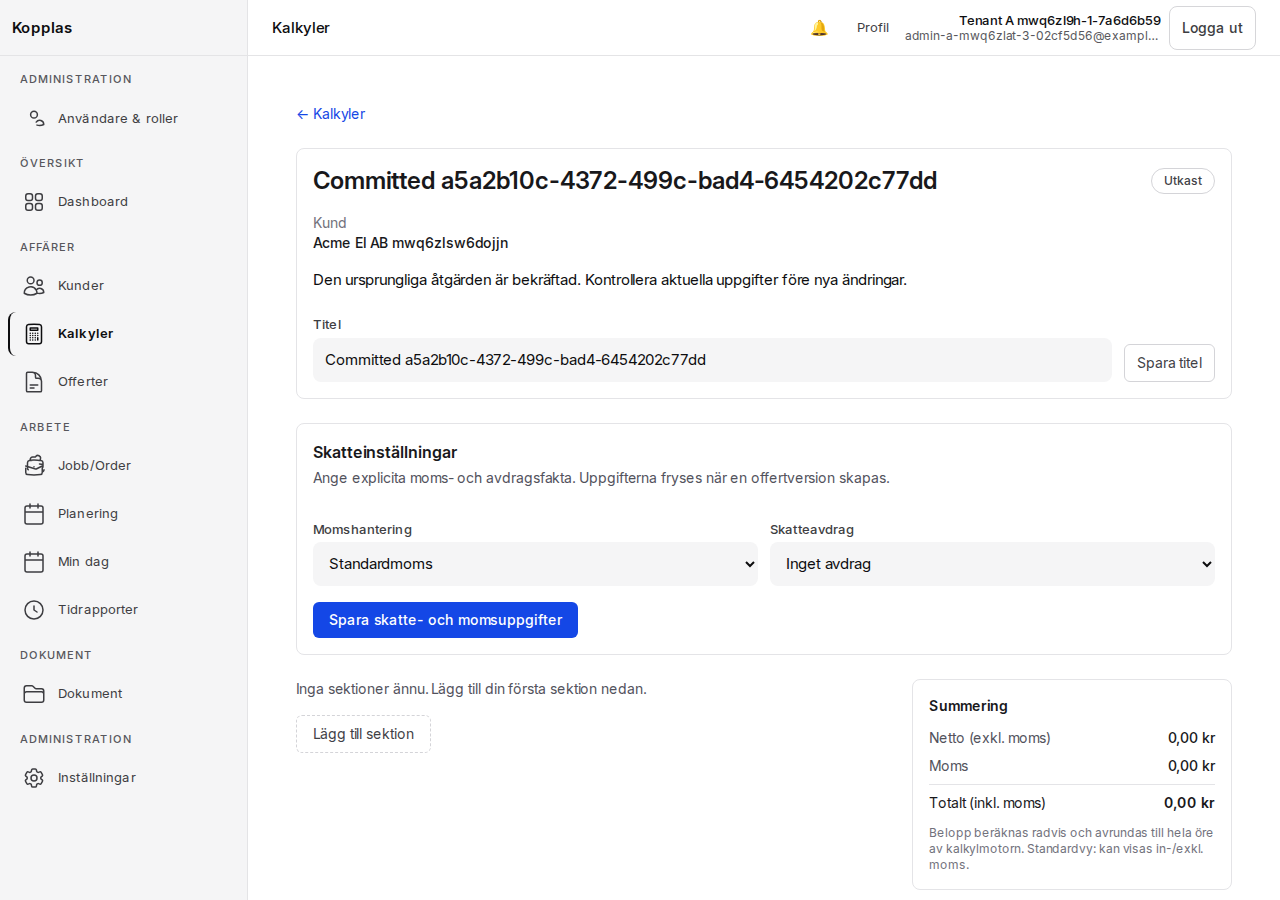 Kopplas
Kalkyler
🔔
Profil
Tenant A mwq6zl9h-1-7a6d6b59
admin-a-mwq6zlat-3-02cf5d56@exampl...
Logga ut
ADMINISTRATION
Användare & roller
ÖVERSIKT
Dashboard
AFFÄRER
Kunder
Kalkyler
Offerter
ARBETE
Jobb/Order
Planering
Min dag
Tidrapporter
DOKUMENT
Dokument
ADMINISTRATION
Inställningar
← Kalkyler
Committed a5a2b10c-4372-499c-bad4-6454202c77dd
Utkast
Kund
Acme El AB mwq6zlsw6dojjn
Den ursprungliga åtgärden är bekräftad. Kontrollera aktuella uppgifter före nya ändringar.
Titel
Committed a5a2b10c-4372-499c-bad4-6454202c77dd
Spara titel
Skatteinställningar
Ange explicita moms- och avdragsfakta. Uppgifterna fryses när en offertversion skapas.
Momshantering
Skatteavdrag
Standardmoms
Inget avdrag
Spara skatte- och momsuppgifter
Inga sektioner ännu. Lägg till din första sektion nedan.
Lägg till sektion
Summering
Netto (exkl. moms) 0,00 kr
Moms 0,00 kr
Totalt (inkl. moms) 0,00 kr
Belopp beräknas radvis och avrundas till hela öre
av kalkylmotorn. Standardvy: kan visas in-/exkl.
moms.